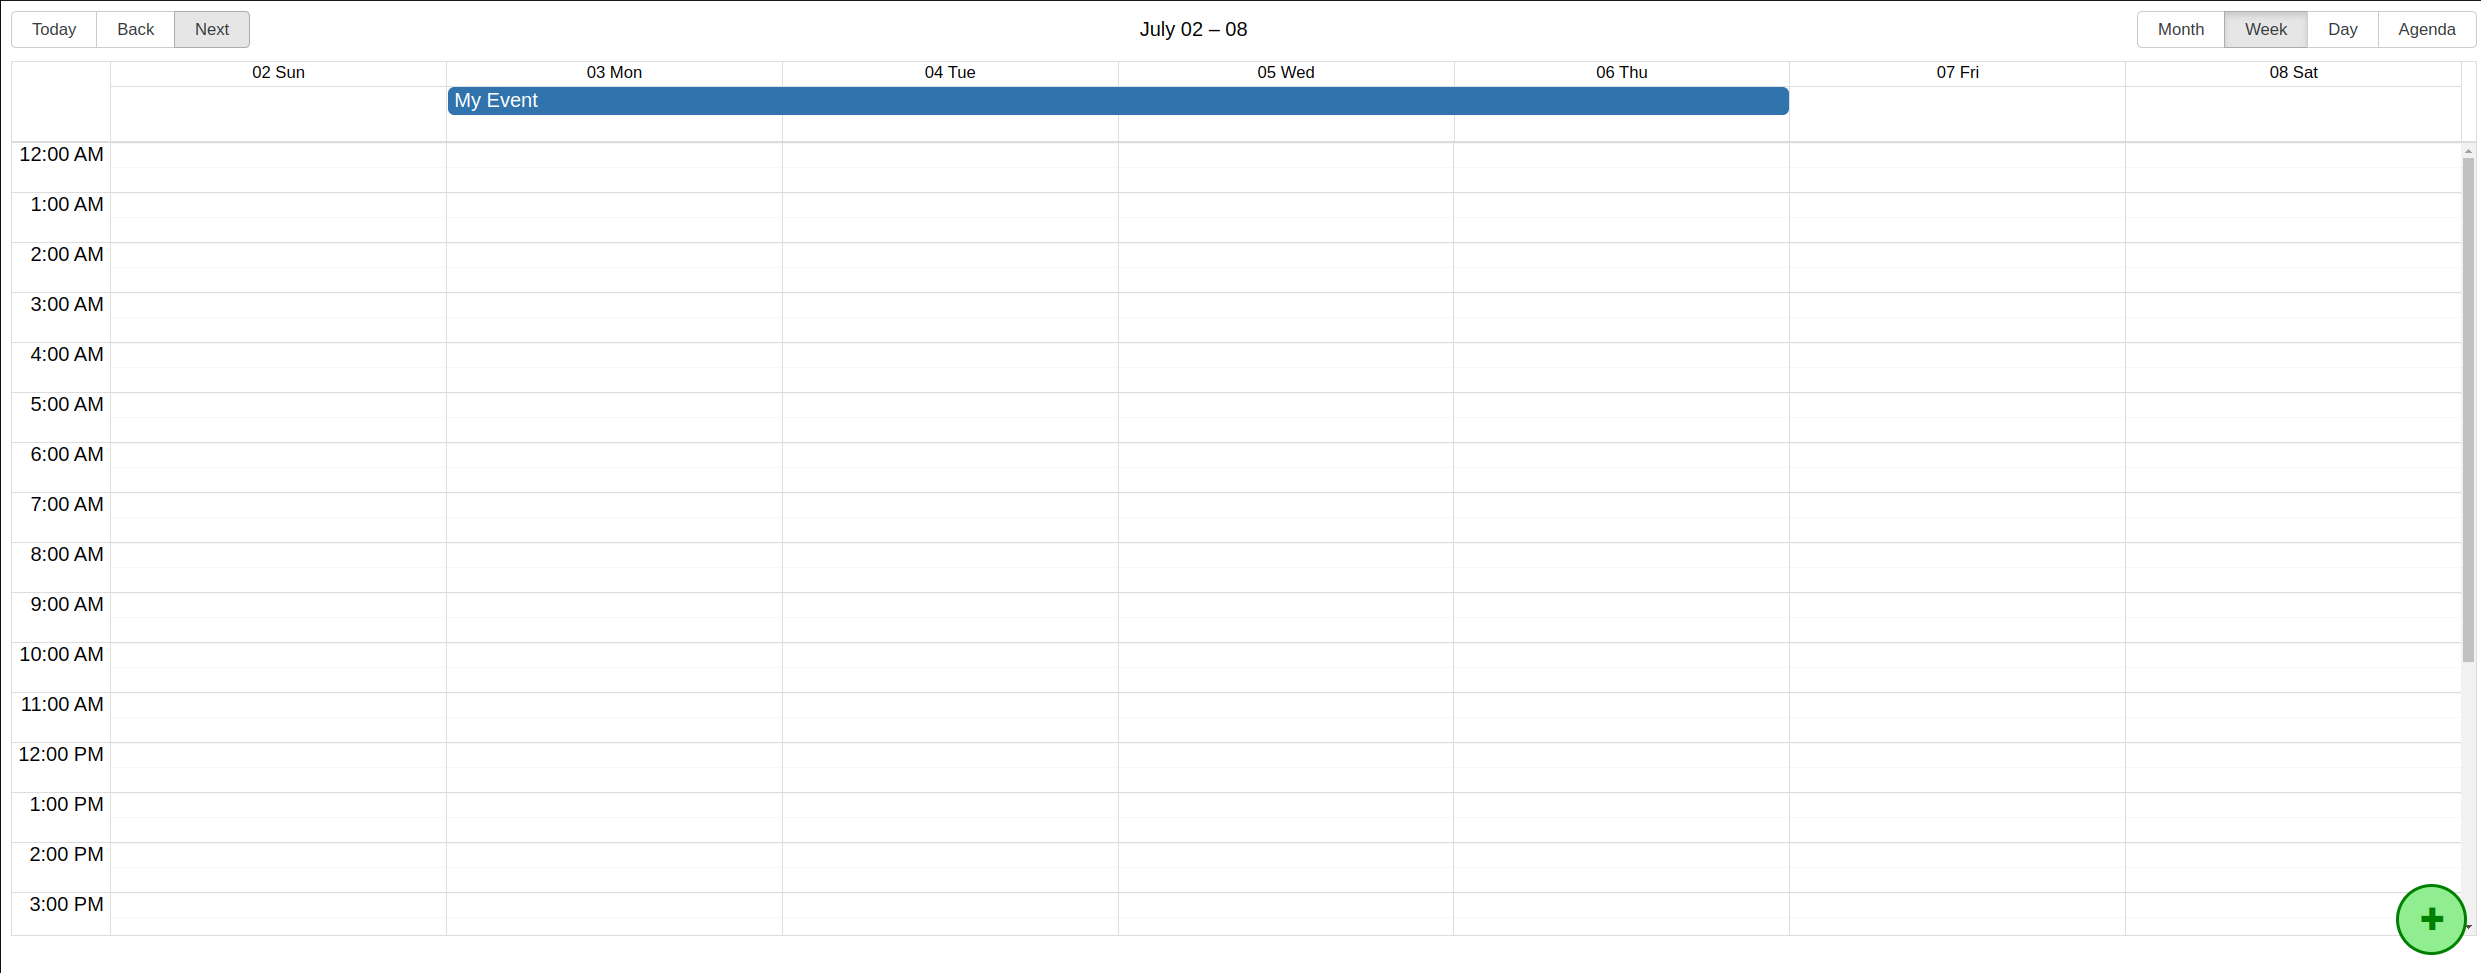 Today Back Next July 02 – 08 Month Week Day Agenda
02 Sun 03 Mon 04 Tue 05 Wed 06 Thu 07 Fri 08 Sat
My Event
12:00 AM
1:00 AM
2:00 AM
3:00 AM
4:00 AM
5:00 AM
6:00 AM
7:00 AM
8:00 AM
9:00 AM
10:00 AM
11:00 AM
12:00 PM
1:00 PM
2:00 PM
3:00 PM